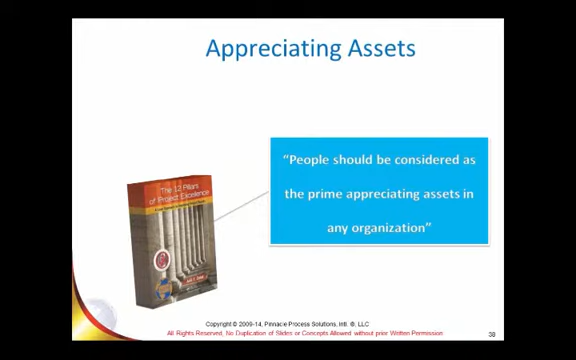 Appreciating Assets
“People should be considered as
the prime appreciating assets in
any organization”
The 12 Pillars
of Project Excellence
Copyright © 2009-14, Pinnacle Process Solutions, Intl. ®, LLC
All Rights Reserved, No Duplication of Slides or Concepts Allowed without prior Written Permission.
38